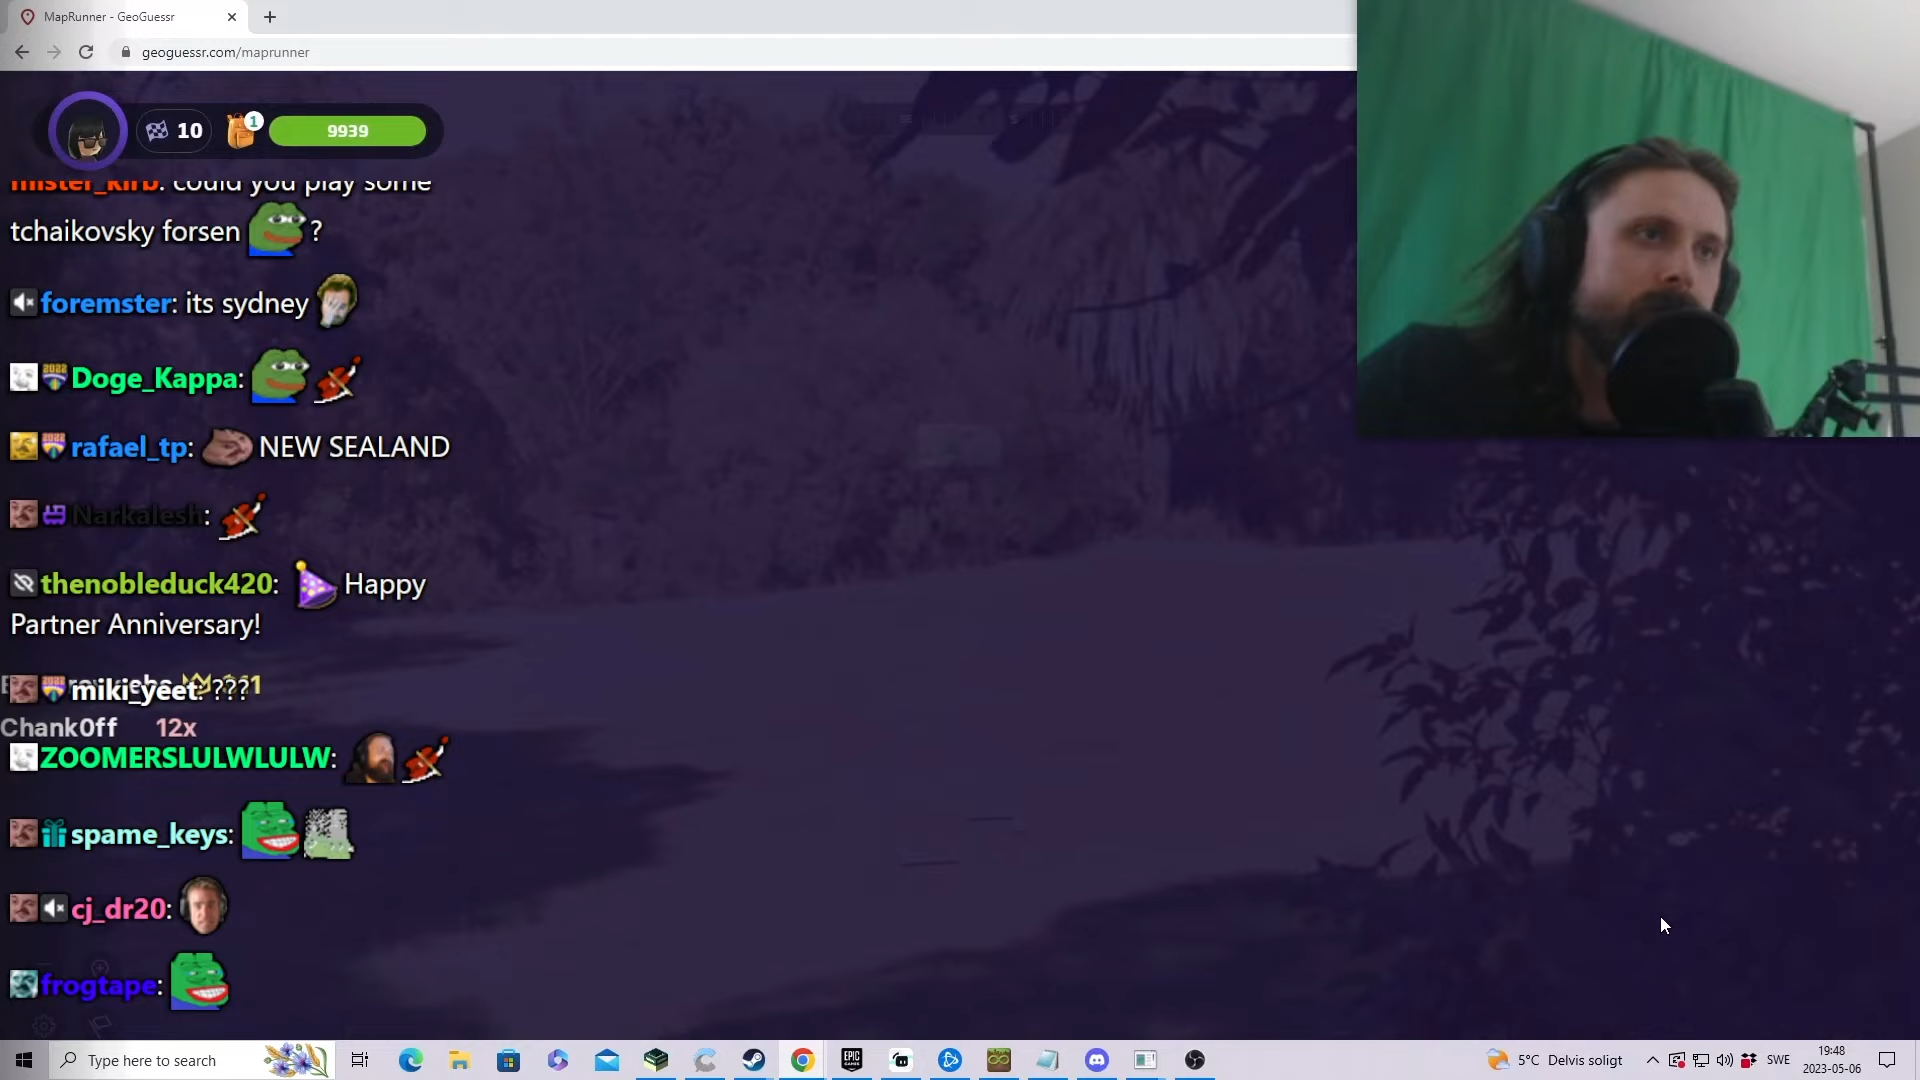 MapRunner - GeoGuessr
geoguessr.com/maprunner
10
1
9939
mister_kirb: could you play some
tchaikovsky forsen ?
foremster: its sydney
Doge_Kappa:
rafael_tp: NEW SEALAND
Narkalesh:
thenobleduck420: Happy
Partner Anniversary!
miki_yeet: ???
Chank0ff 12x
ZOOMERSLULWLULW:
spame_keys:
cj_dr20:
frogtape:
Type here to search
5°C Delvis soligt
SWE
19:48
2023-05-06